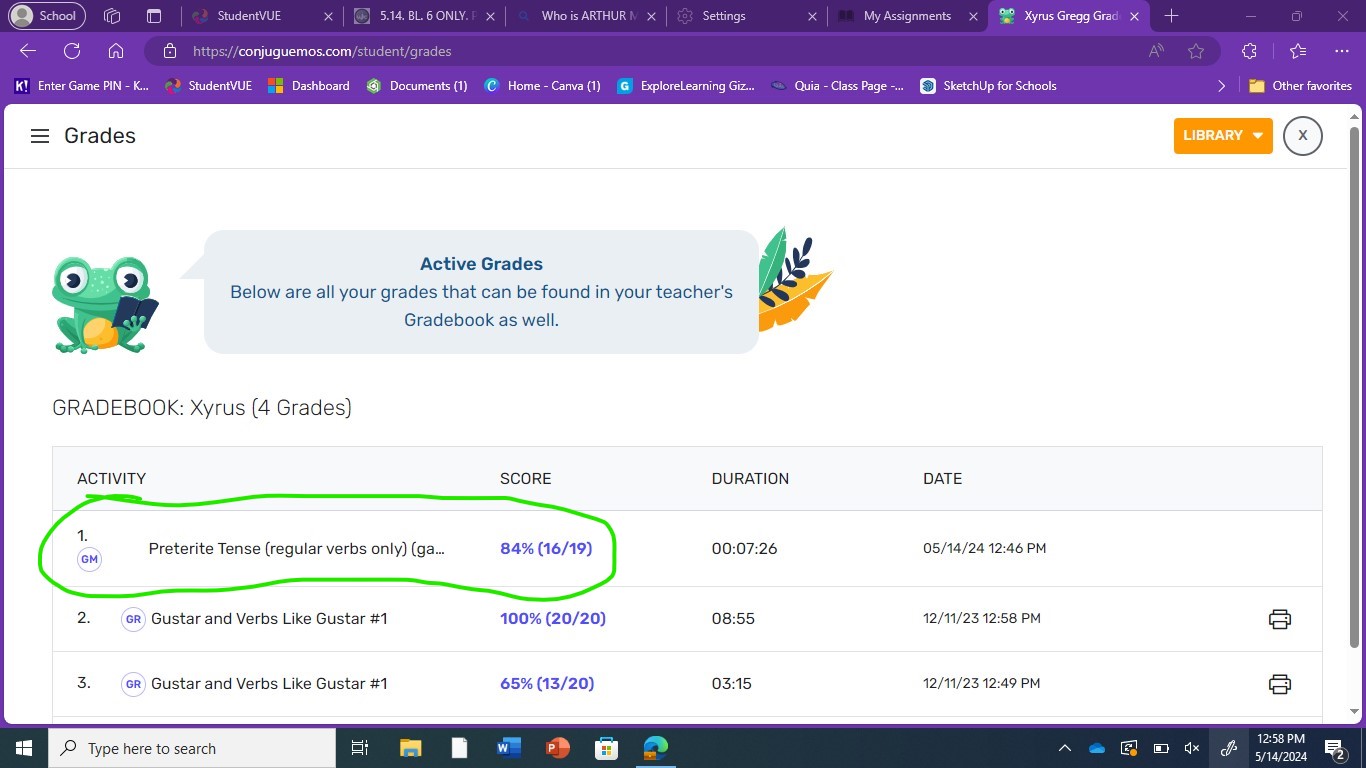 School
StudentVUE
5.14. BL. 6 ONLY. P
Who is ARTHUR M
Settings
My Assignments
Xyrus Gregg Grad
https://conjuguemos.com/student/grades
K! Enter Game PIN - K...
StudentVUE
Dashboard
Documents (1)
Home - Canva (1)
G ExploreLearning Giz...
Quia - Class Page -...
SketchUp for Schools
Other favorites
Grades
LIBRARY
X
Active Grades
Below are all your grades that can be found in your teacher's
Gradebook as well.
GRADEBOOK: Xyrus (4 Grades)
ACTIVITY SCORE DURATION DATE
1. GM Preterite Tense (regular verbs only) (ga... 84% (16/19) 00:07:26 05/14/24 12:46 PM
2. GR Gustar and Verbs Like Gustar #1 100% (20/20) 08:55 12/11/23 12:58 PM
3. GR Gustar and Verbs Like Gustar #1 65% (13/20) 03:15 12/11/23 12:49 PM
Type here to search
12:58 PM
5/14/2024
2